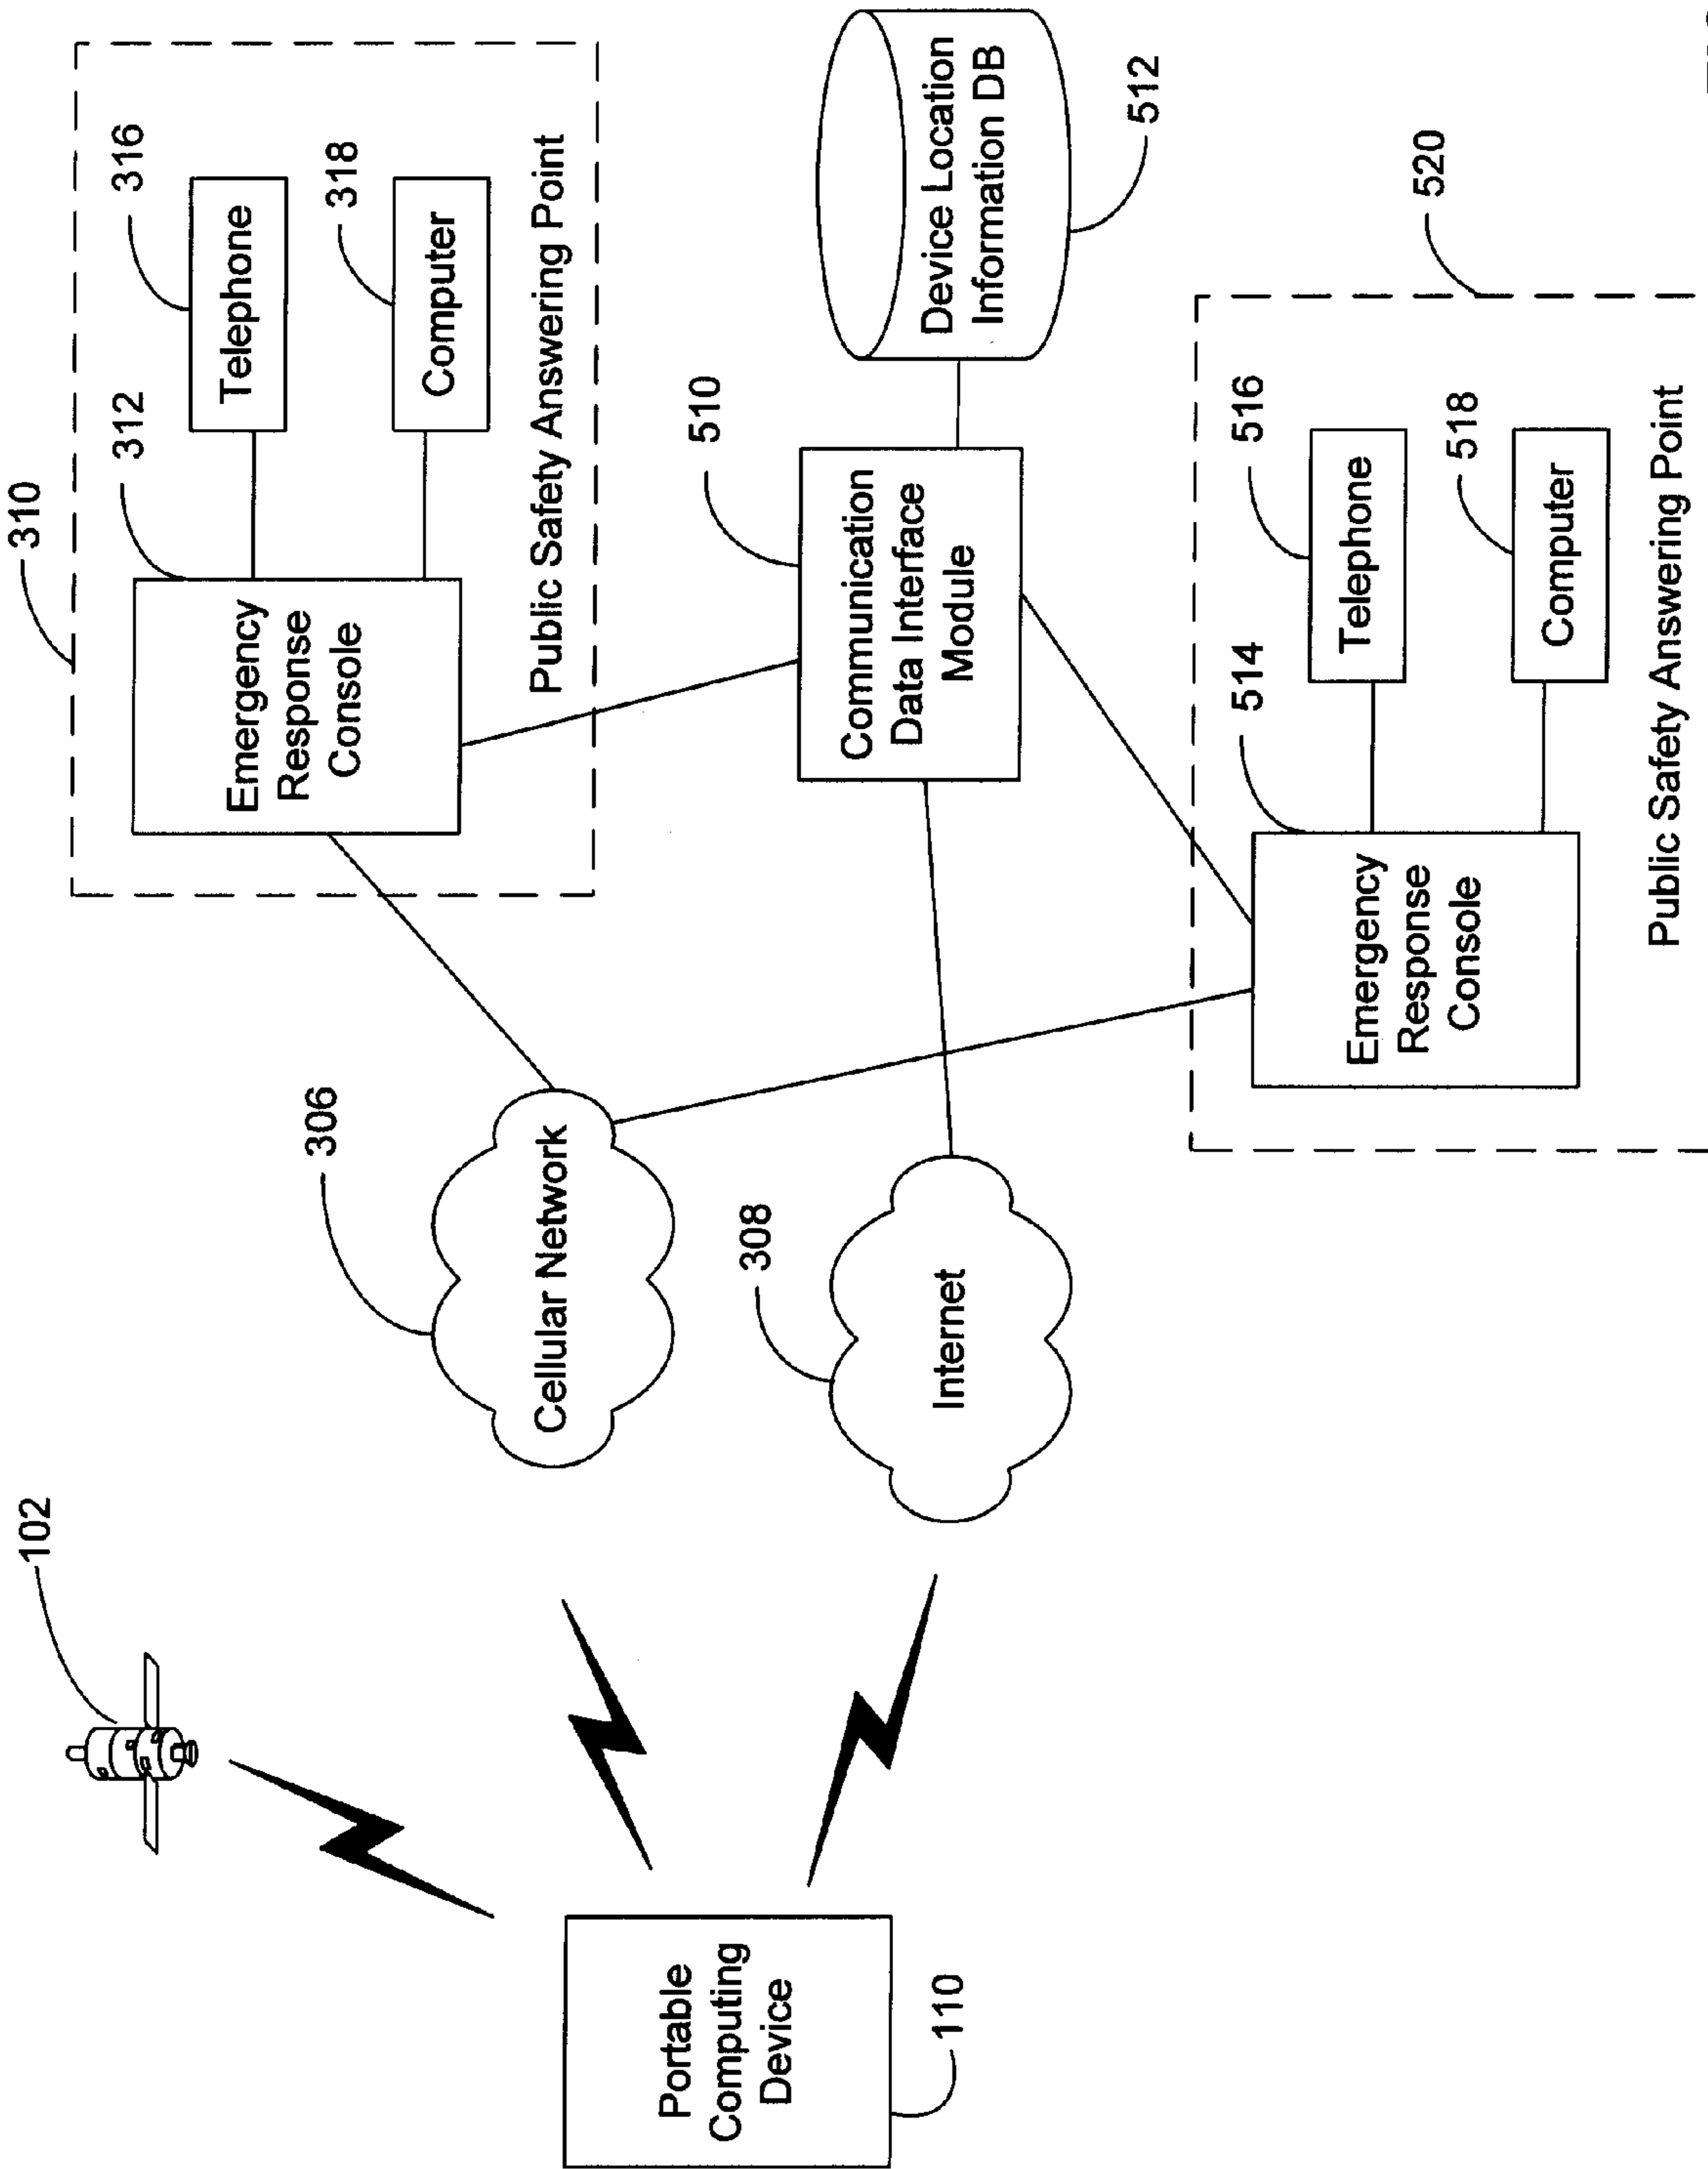 102
Portable
Computing
Device
110
306
Cellular Network
308
Internet
310
312
Emergency
Response
Console
316
Telephone
318
Computer
Public Safety Answering Point
510
Communication
Data Interface
Module
Device Location
Information DB
512
520
514
Emergency
Response
Console
516
Telephone
518
Computer
Public Safety Answering Point